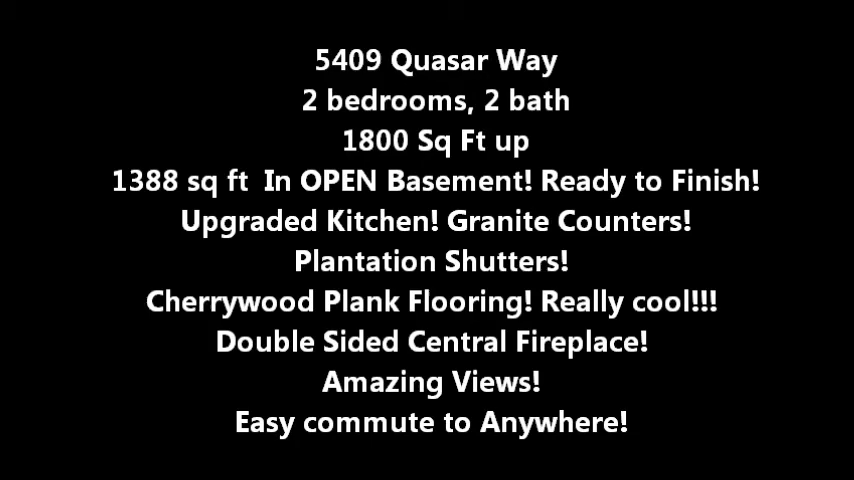 5409 Quasar Way
2 bedrooms, 2 bath
1800 Sq Ft up
1388 sq ft  In OPEN Basement! Ready to Finish!
Upgraded Kitchen! Granite Counters!
Plantation Shutters!
Cherrywood Plank Flooring! Really cool!!!
Double Sided Central Fireplace!
Amazing Views!
Easy commute to Anywhere!